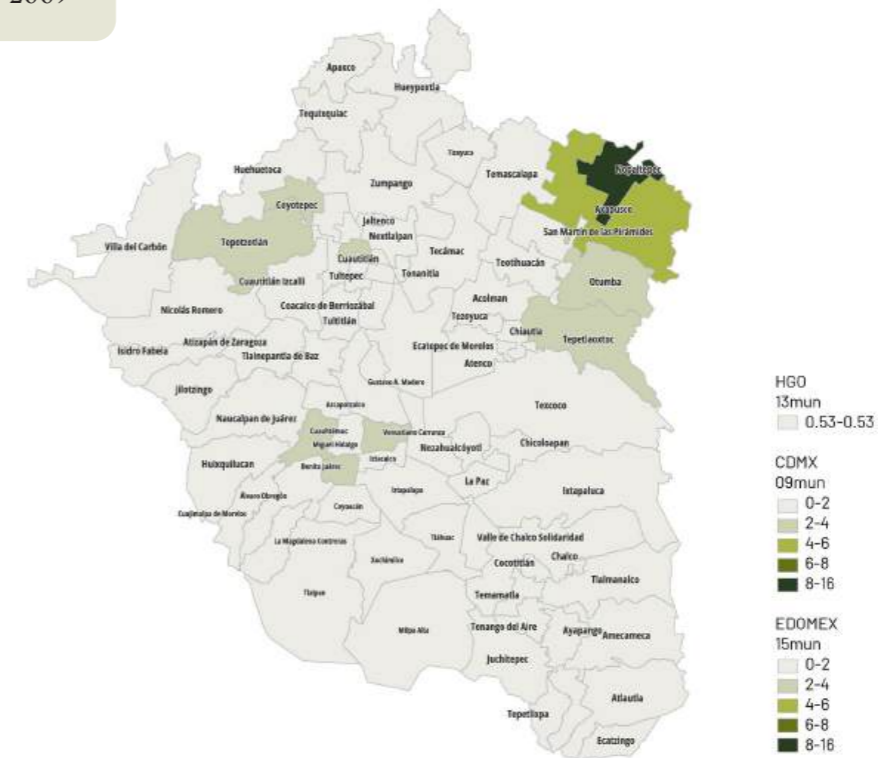 Apaxco
Hueypoxtla
Tequixquiac
Tizayuca
Temascalapa
Nopaltepec
Huehuetoca
Zumpango
Coyotepec
Axapusco
Jaltenco
Nextlalpan
San Martín de las Pirámides
Villa del Carbón
Tepotzotlán
Tecámac
Cuautitlán
Teotihuacán
Tultepec
Tonanitla
Cuautitlán Izcalli
Otumba
Acolman
Nicolás Romero
Coacalco de Berriozábal
Tezoyuca
Tultitlán
Chiautla
Tepetlaoxtoc
Atizapán de Zaragoza
Ecatepec de Morelos
Isidro Fabela
Tlalnepantla de Baz
Atenco
Gustavo A. Madero
Jilotzingo
Azcapotzalco
Texcoco
Naucalpan de Juárez
Cuauhtémoc
Venustiano Carranza
Miguel Hidalgo
Nezahualcóyotl
Chicoloapan
Iztacalco
Huixquilucan
Benito Juárez
La Paz
Iztapalapa
Ixtapaluca
Álvaro Obregón
Coyoacán
Cuajimalpa de Morelos
Tláhuac
Valle de Chalco Solidaridad
La Magdalena Contreras
Chalco
Xochimilco
Cocotitlán
Tlalmanalco
Tlalpan
Temamatla
Milpa Alta
Tenango del Aire
Ayapango
Amecameca
Juchitepec
Atlautla
Tepetlixpa
Ecatzingo
HGO
13mun
0.53-0.53
CDMX
09mun
0-2
2-4
4-6
6-8
8-16
EDOMEX
15mun
0-2
2-4
4-6
6-8
8-16